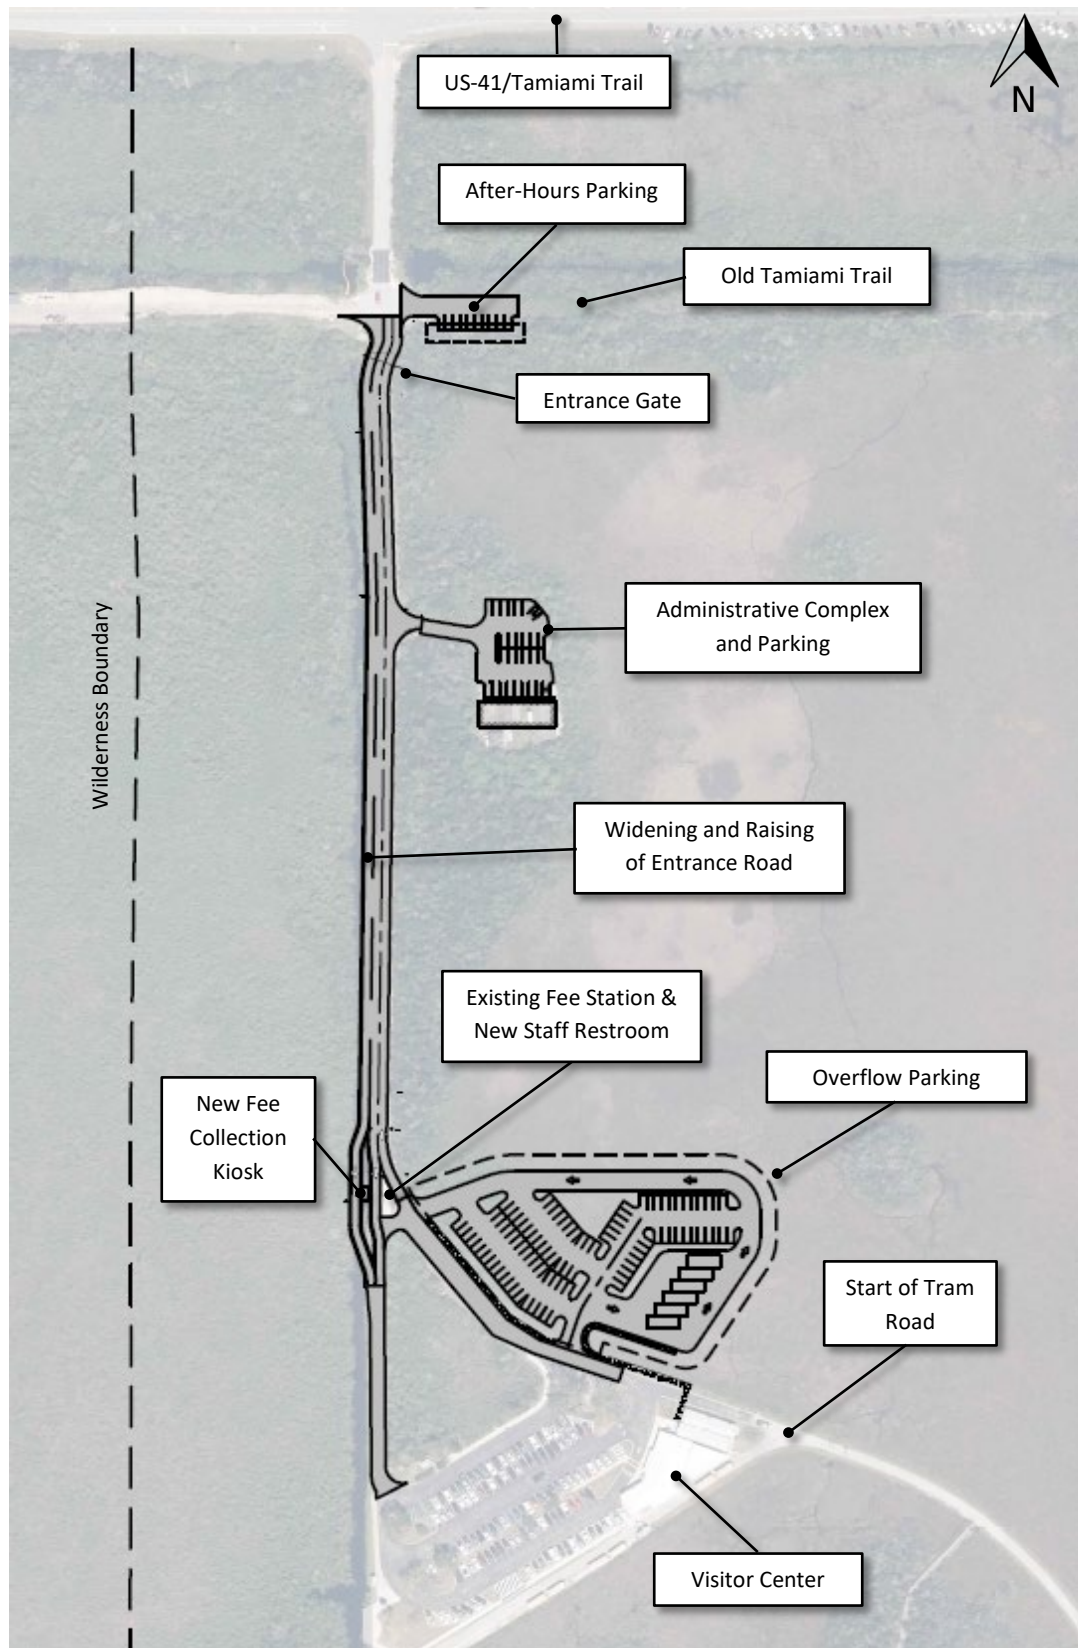 US-41/Tamiami Trail
N
After-Hours Parking
Old Tamiami Trail
Entrance Gate
Administrative Complex
and Parking
Wilderness Boundary
Widening and Raising
of Entrance Road
Existing Fee Station &
New Staff Restroom
Overflow Parking
New Fee
Collection
Kiosk
Start of Tram
Road
Visitor Center